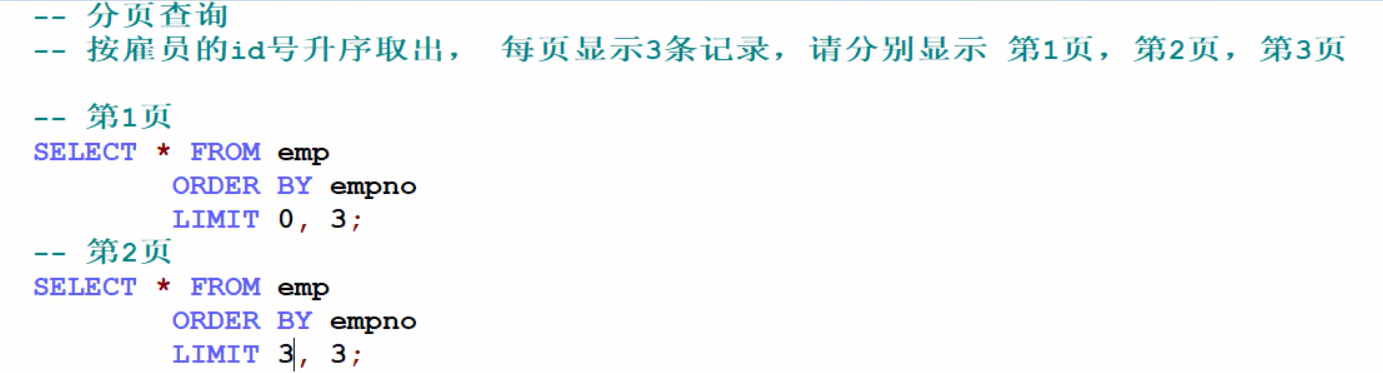 -- 分页查询
-- 按雇员的id号升序取出， 每页显示3条记录，请分别显示 第1页，第2页，第3页
-- 第1页
SELECT * FROM emp
ORDER BY empno
LIMIT 0, 3;
-- 第2页
SELECT * FROM emp
ORDER BY empno
LIMIT 3, 3;